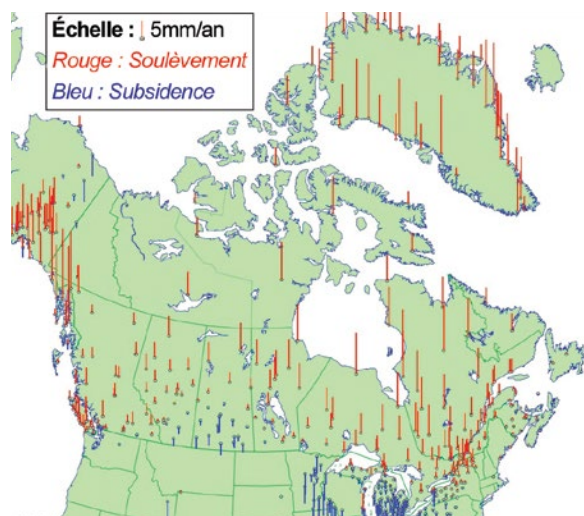 Échelle : 5mm/an
Rouge : Soulèvement
Bleu : Subsidence